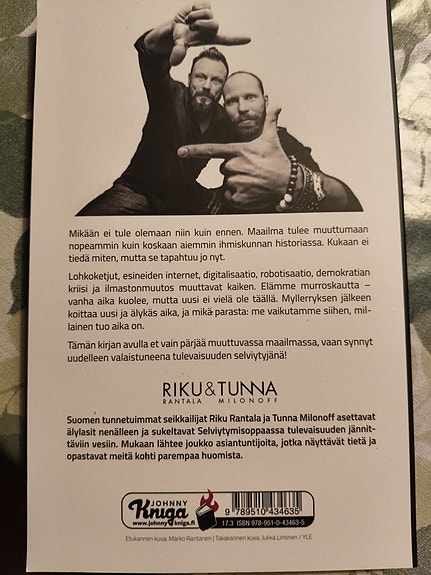 Mikään ei tule olemaan niin kuin ennen. Maailma tulee muuttumaan
nopeammin kuin koskaan aiemmin ihmiskunnan historiassa. Kukaan ei
tiedä miten, mutta se tapahtuu jo nyt.
Lohkoketjut, esineiden internet, digitalisaatio, robotisaatio, demokratian
kriisi ja ilmastonmuutos muuttavat kaiken. Elämme murroskautta –
vanha aika kuolee, mutta uusi ei vielä ole täällä. Myllerryksen jälkeen
koittaa uusi ja älykäs aika, ja mikä parasta: me vaikutamme siihen, mil-
lainen tuo aika on.
Tämän kirjan avulla et vain pärjää muuttuvassa maailmassa, vaan synnyt
uudelleen valaistuneena tulevaisuuden selviytyjänä!
RIKU & TUNNA
RANTALA MILONOFF
Suomen tunnetuimmat seikkailijat Riku Rantala ja Tunna Milonoff asettavat
älylasit nenälleen ja sukeltavat Selviytymisoppaassa tulevaisuuden jännit-
täviin vesiin. Mukaan lähtee joukko asiantuntijoita, jotka näyttävät tietä ja
opastavat meitä kohti parempaa huomista.
JOHNNY
Kniga
www.johnnykniga.fi
9 789510 434635
17.3 ISBN 978-951-0-43463-5
Etukannen kuva: Marko Rantanen | Takakannen kuva: Jukka Lintinen / YLE